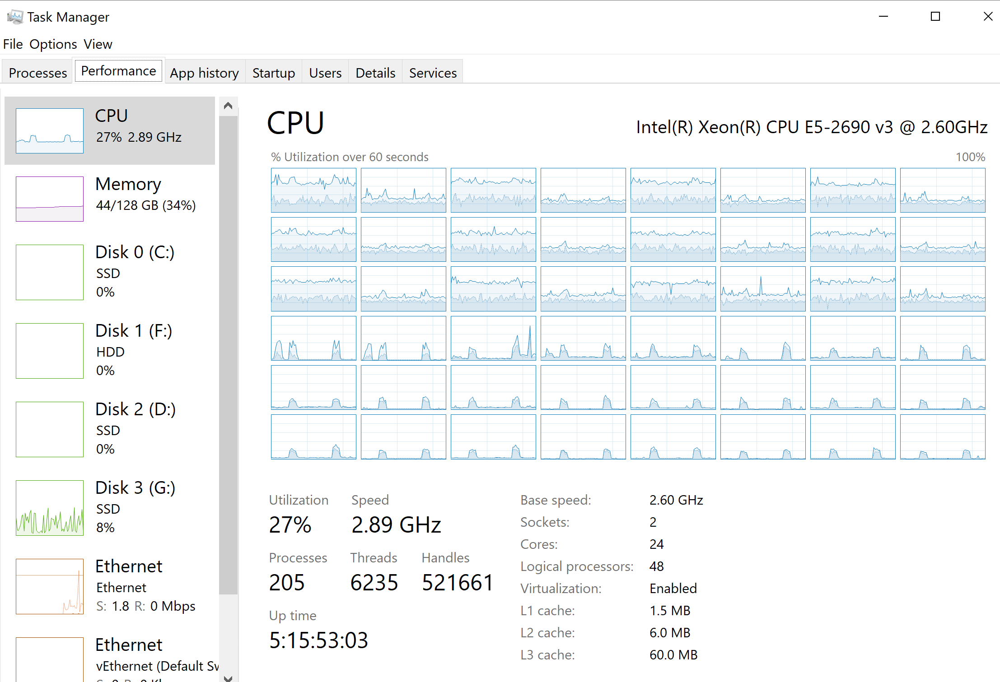 Task Manager
File Options View
Processes Performance App history Startup Users Details Services
CPU
27% 2.89 GHz
Memory
44/128 GB (34%)
Disk 0 (C:)
SSD
0%
Disk 1 (F:)
HDD
0%
Disk 2 (D:)
SSD
0%
Disk 3 (G:)
SSD
8%
Ethernet
Ethernet
S: 1.8 R: 0 Mbps
Ethernet
vEthernet (Default
CPU
Intel(R) Xeon(R) CPU E5-2690 v3 @ 2.60GHz
% Utilization over 60 seconds 100%
Utilization Speed
27% 2.89 GHz
Processes Threads Handles
205 6235 521661
Up time
5:15:53:03
Base speed: 2.60 GHz
Sockets: 2
Cores: 24
Logical processors: 48
Virtualization: Enabled
L1 cache: 1.5 MB
L2 cache: 6.0 MB
L3 cache: 60.0 MB